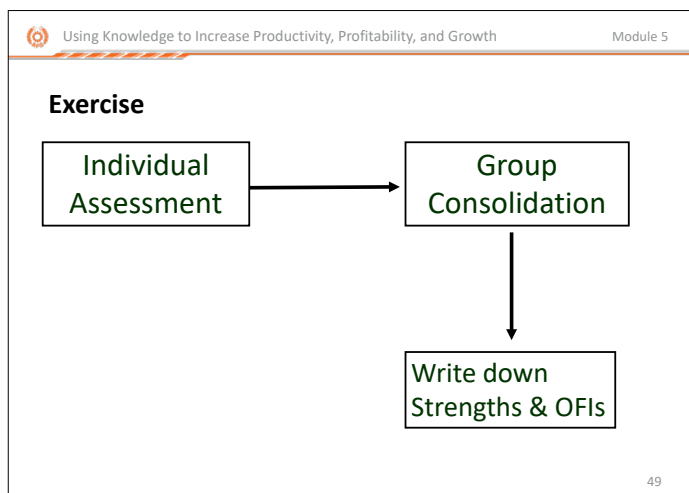 Using Knowledge to Increase Productivity, Profitability, and Growth
Module 5
Exercise
Individual
Assessment
Group
Consolidation
Write down
Strengths & OFIs
49